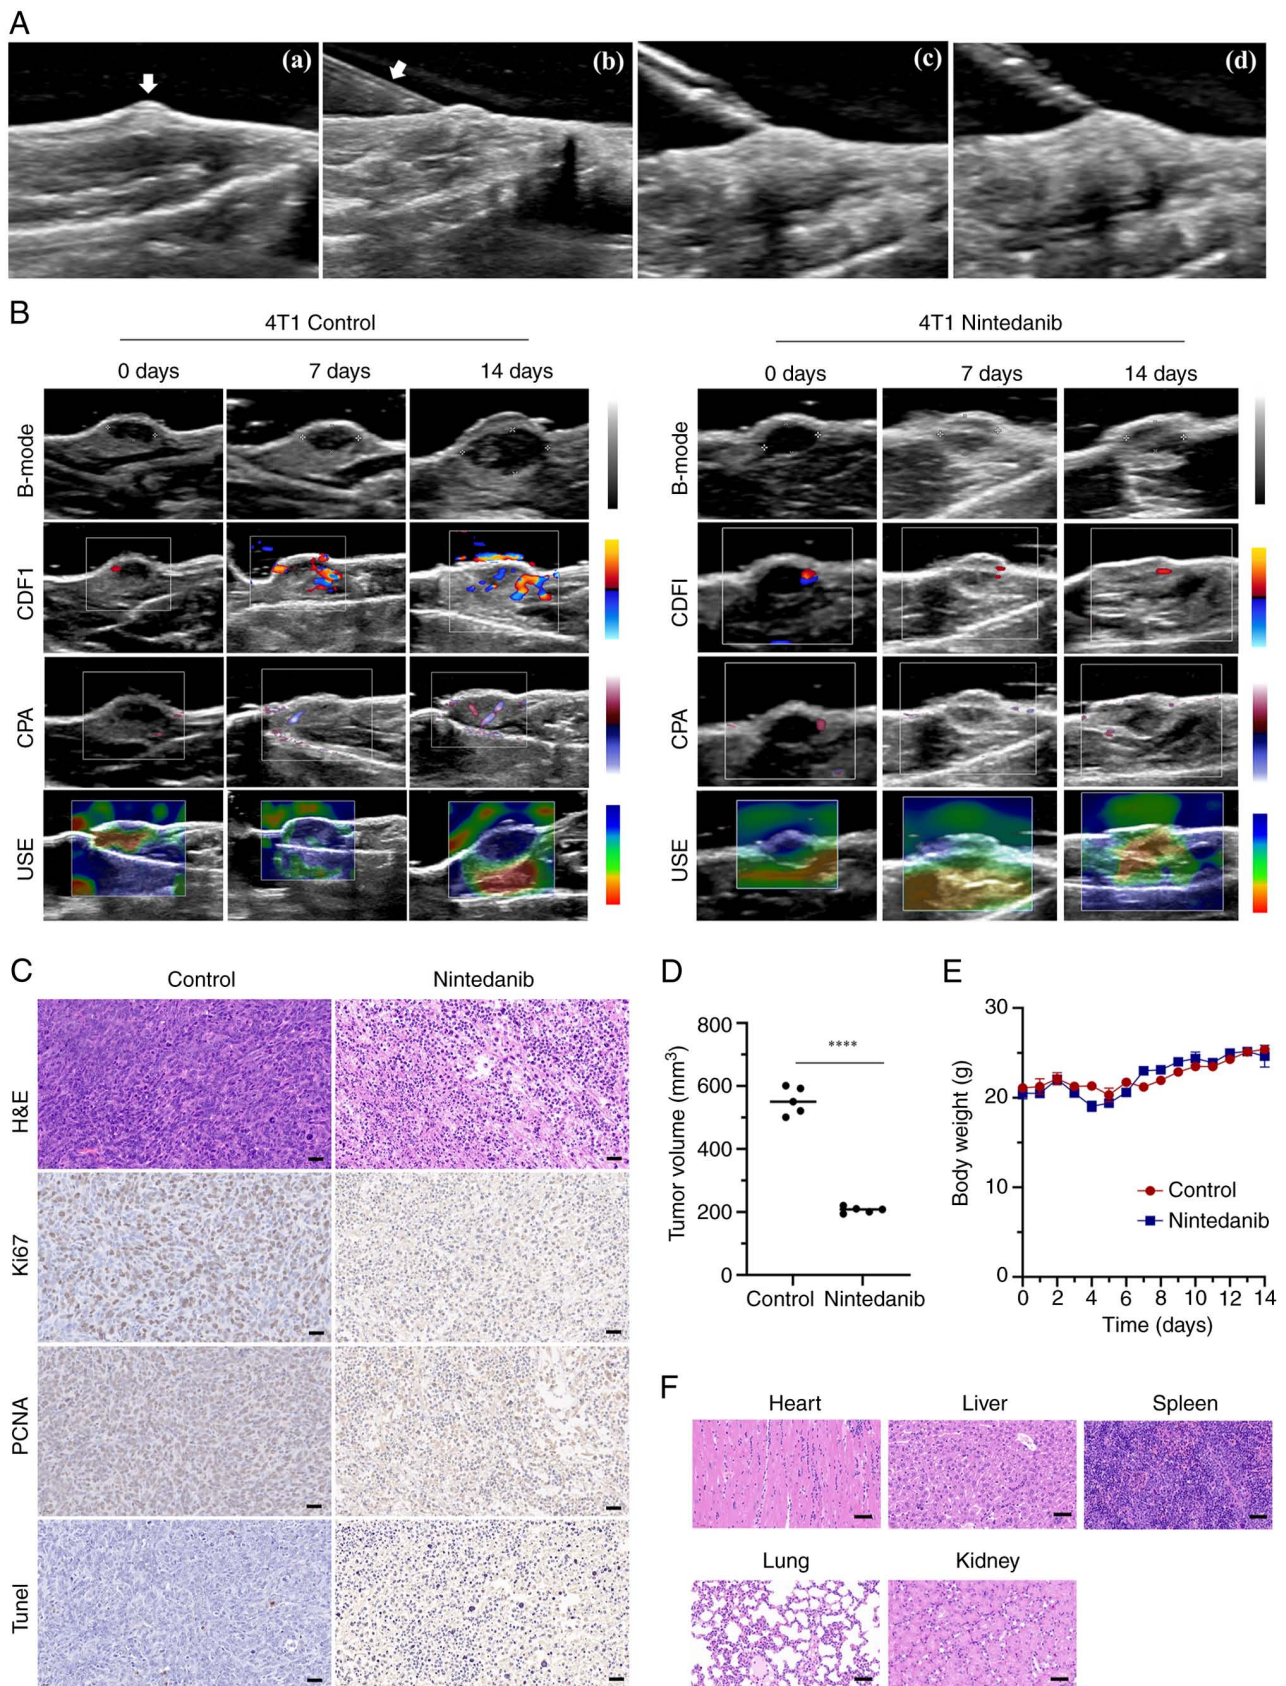 A
(a)
(b)
(c)
(d)
B
4T1 Control
4T1 Nintedanib
0 days
7 days
14 days
0 days
7 days
14 days
B-mode
B-mode
CDF1
CDFI
CPA
CPA
USE
USE
C
Control
Nintedanib
H&E
Ki67
PCNA
Tunel
D
Tumor volume (mm³)
800
600
400
200
0
****
Control
Nintedanib
E
Body weight (g)
30
20
10
0
Control
Nintedanib
0 2 4 6 8 10 12 14
Time (days)
F
Heart
Liver
Spleen
Lung
Kidney